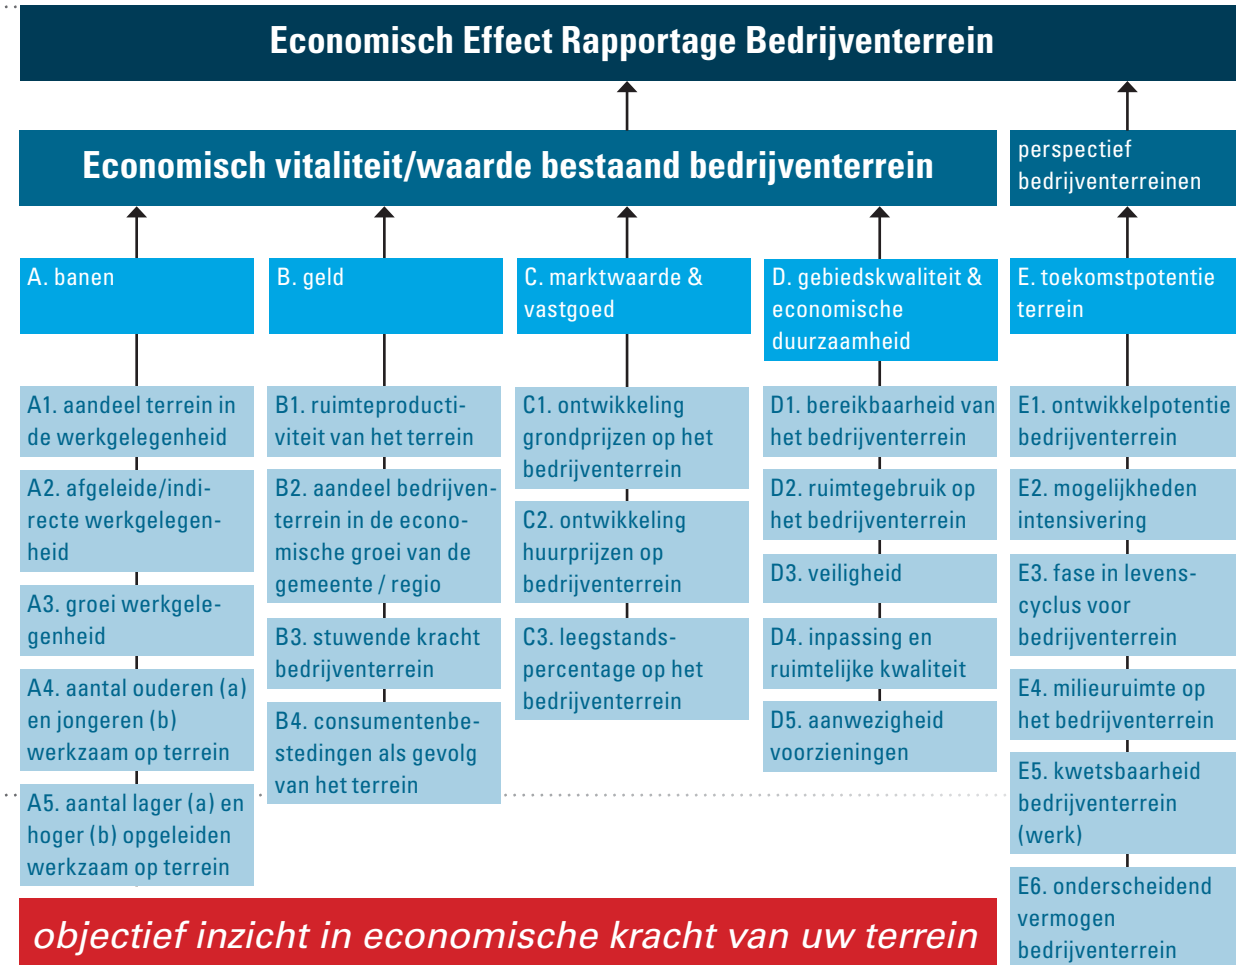 Economisch Effect Rapportage Bedrijventerrein
Economisch vitaliteit/waarde bestaand bedrijventerrein
perspectief
bedrijventerreinen
A. banen
A1. aandeel terrein in
de werkgelegenheid
A2. afgeleide/indi-
recte werkgelegen-
heid
A3. groei werkgele-
genheid
A4. aantal ouderen (a)
en jongeren (b)
werkzaam op terrein
A5. aantal lager (a) en
hoger (b) opgeleiden
werkzaam op terrein
B. geld
B1. ruimteproducti-
viteit van het terrein
B2. aandeel bedrijven-
terrein in de econo-
mische groei van de
gemeente / regio
B3. stuwende kracht
bedrijventerrein
B4. consumentenbe-
stedingen als gevolg
van het terrein
C. marktwaarde &
vastgoed
C1. ontwikkeling
grondprijzen op het
bedrijventerrein
C2. ontwikkeling
huurprijzen op
bedrijventerrein
C3. leegstands-
percentage op het
bedrijventerrein
D. gebiedskwaliteit &
economische
duurzaamheid
D1. bereikbaarheid van
het bedrijventerrein
D2. ruimtegebruik op
het bedrijventerrein
D3. veiligheid
D4. inpassing en
ruimtelijke kwaliteit
D5. aanwezigheid
voorzieningen
E. toekomstpotentie
terrein
E1. ontwikkelpotentie
bedrijventerrein
E2. mogelijkheden
intensivering
E3. fase in levens-
cyclus voor
bedrijventerrein
E4. milieuruimte op
het bedrijventerrein
E5. kwetsbaarheid
bedrijventerrein
(werk)
E6. onderscheidend
vermogen
bedrijventerrein
objectief inzicht in economische kracht van uw terrein